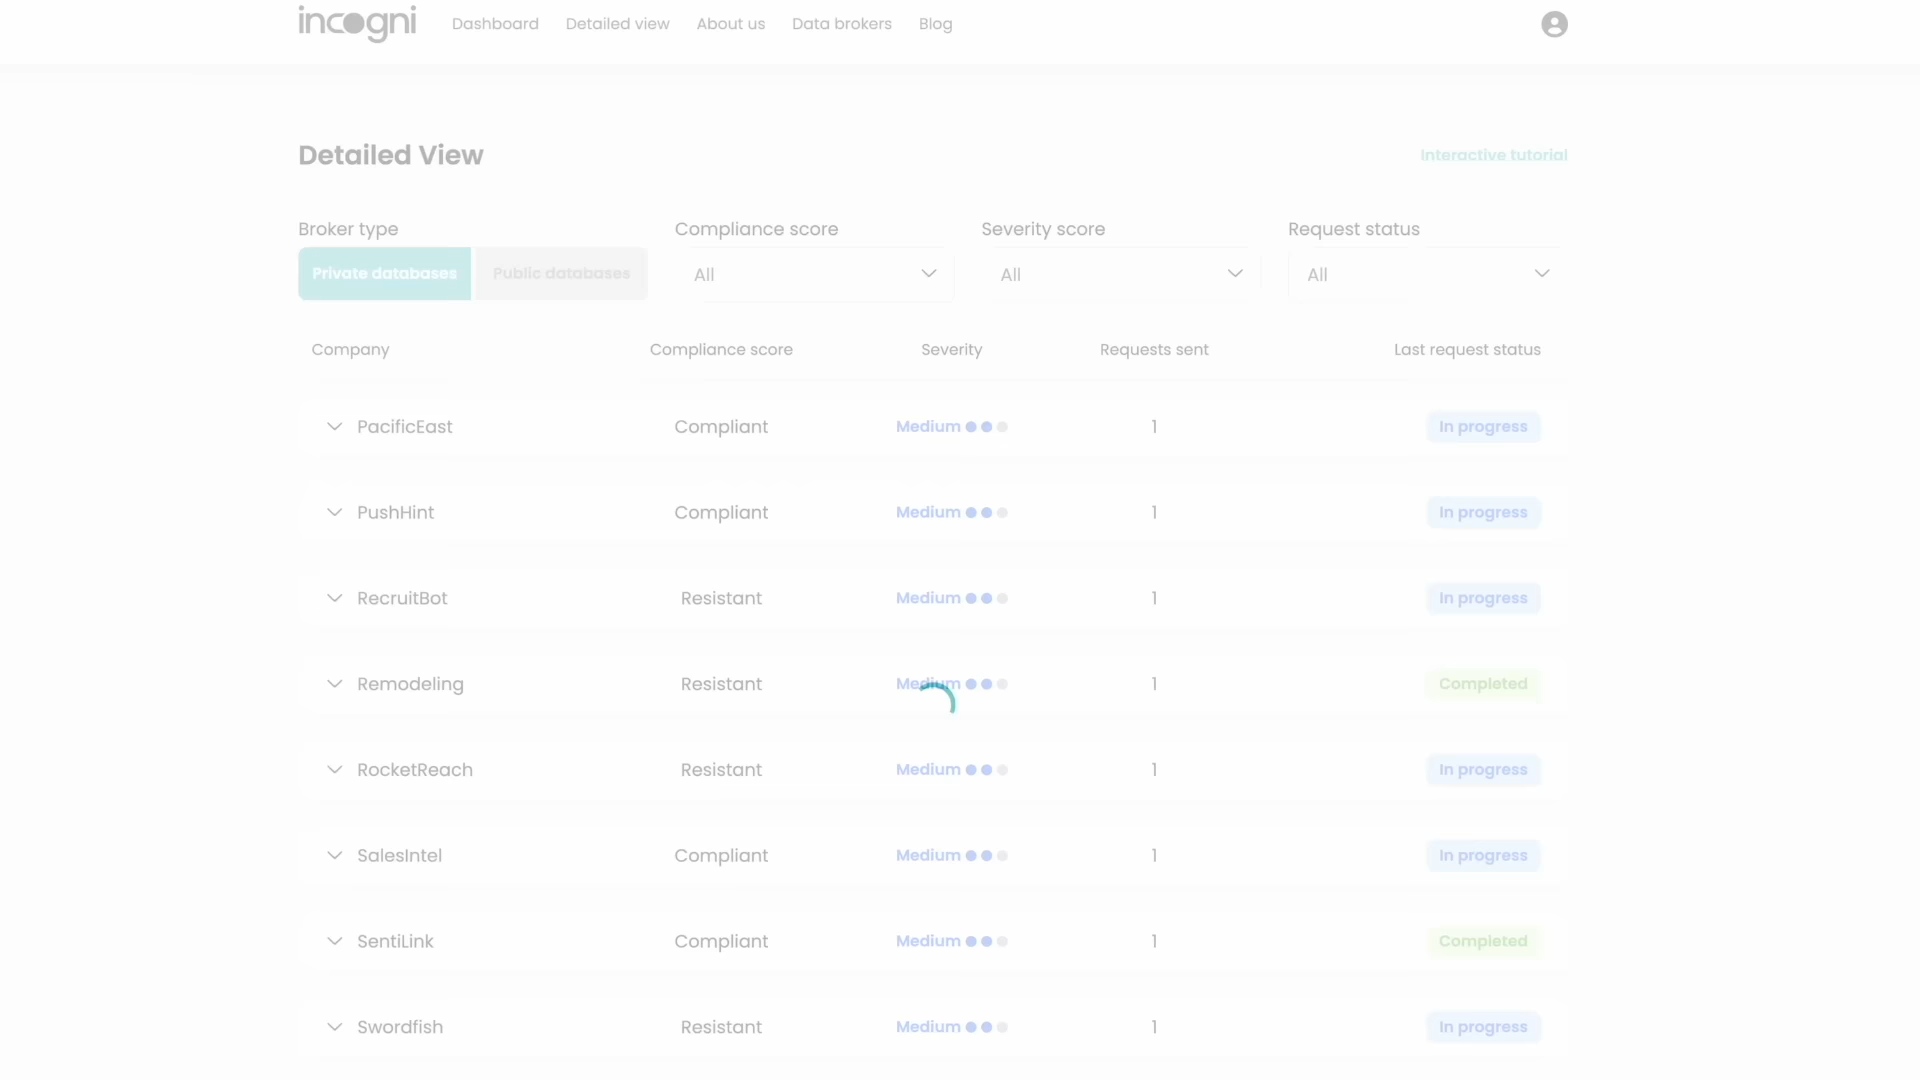 incogni Dashboard Detailed view About us Data brokers Blog
Detailed View Interactive tutorial
Broker type Compliance score Severity score Request status
Private databases Public databases All All All
Company Compliance score Severity Requests sent Last request status
PacificEast Compliant Medium 1 In progress
PushHint Compliant Medium 1 In progress
RecruitBot Resistant Medium 1 In progress
Remodeling Resistant Medium 1 Completed
RocketReach Resistant Medium 1 In progress
SalesIntel Compliant Medium 1 In progress
SentiLink Compliant Medium 1 Completed
Swordfish Resistant Medium 1 In progress